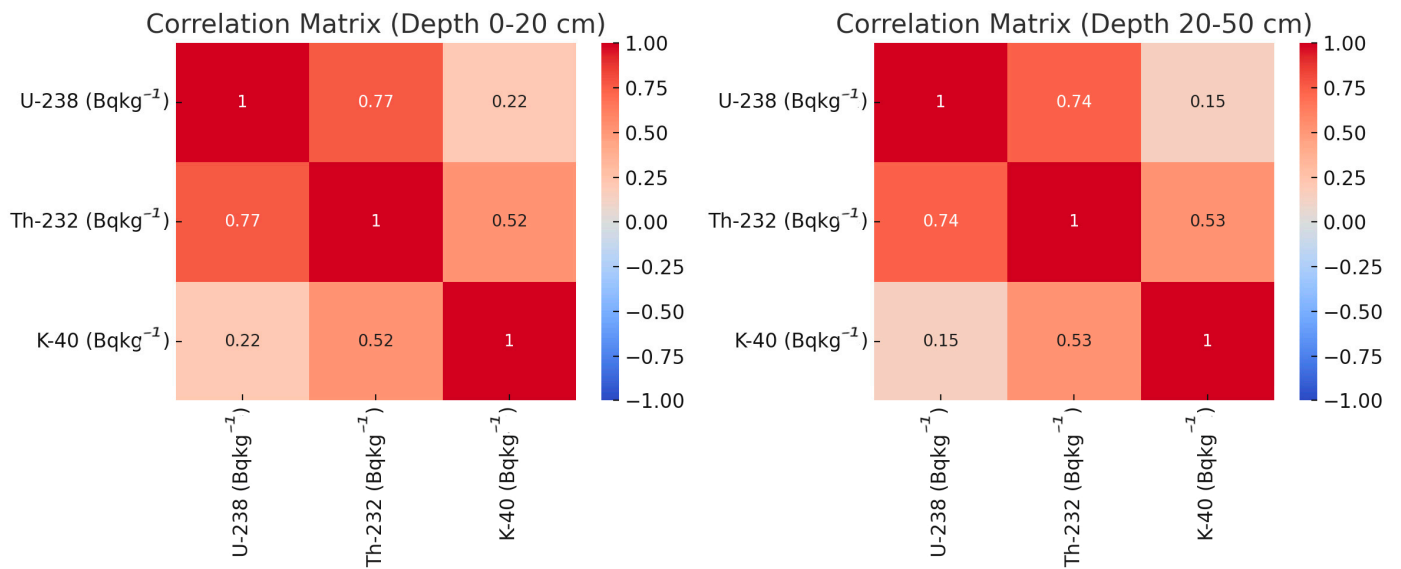 Correlation Matrix (Depth 0-20 cm)
U-238 (Bqkg⁻¹)
Th-232 (Bqkg⁻¹)
K-40 (Bqkg⁻¹)
1 0.77 0.22
0.77 1 0.52
0.22 0.52 1
U-238 (Bqkg⁻¹)
Th-232 (Bqkg⁻¹)
K-40 (Bqkg⁻¹)
1.00
0.75
0.50
0.25
0.00
−0.25
−0.50
−0.75
−1.00
Correlation Matrix (Depth 20-50 cm)
U-238 (Bqkg⁻¹)
Th-232 (Bqkg⁻¹)
K-40 (Bqkg⁻¹)
1 0.74 0.15
0.74 1 0.53
0.15 0.53 1
U-238 (Bqkg⁻¹)
Th-232 (Bqkg⁻¹)
K-40 (Bqkg⁻¹)
1.00
0.75
0.50
0.25
0.00
−0.25
−0.50
−0.75
−1.00